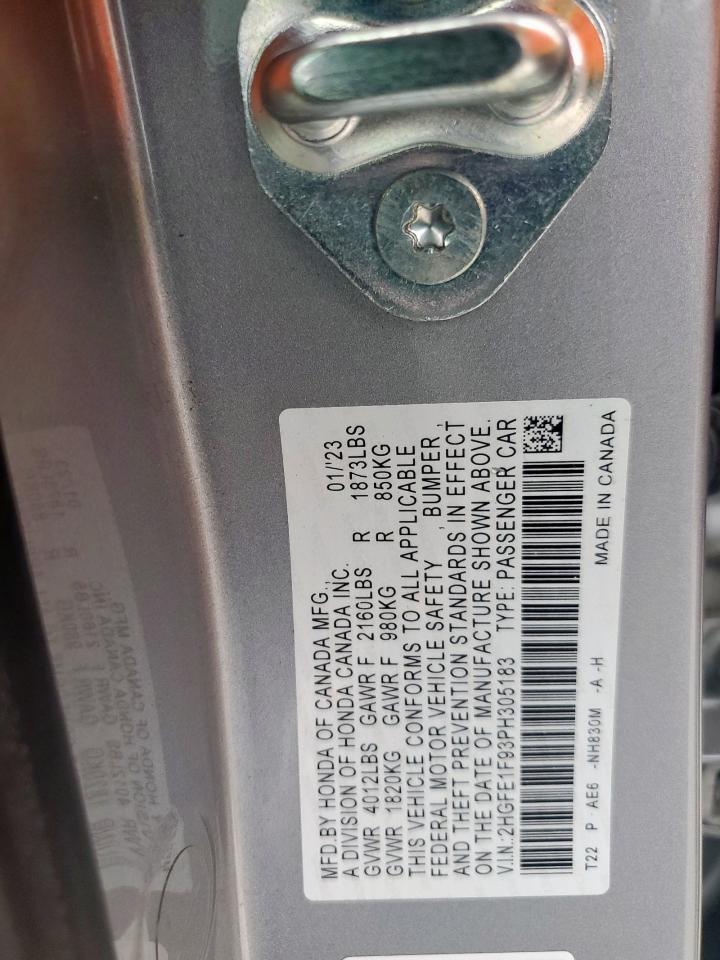 MFD.BY HONDA OF CANADA MFG., 01/'23
A DIVISION OF HONDA CANADA INC.
GVWR 4012LBS GAWR F 2160LBS R 1873LBS
GVWR 1820KG GAWR F 980KG R 850KG
THIS VEHICLE CONFORMS TO ALL APPLICABLE
FEDERAL MOTOR VEHICLE SAFETY, BUMPER,
AND THEFT PREVENTION STANDARDS IN EFFECT
ON THE DATE OF MANUFACTURE SHOWN ABOVE.
V.I.N.:2HGFE1F93PH305183 TYPE: PASSENGER CAR
T22 P - AE6 -NH830M -A -H MADE IN CANADA